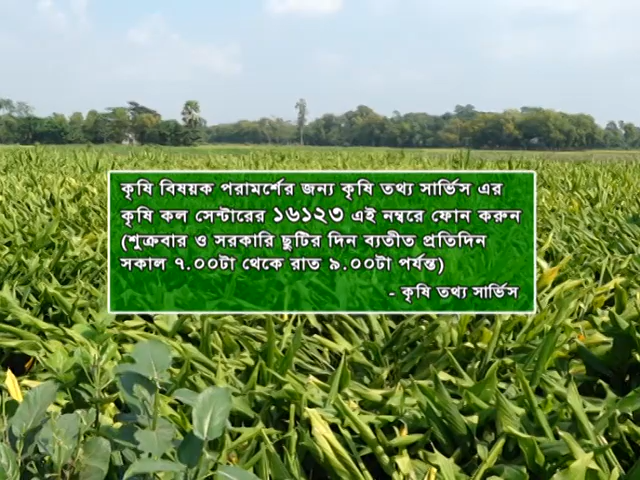 কৃষি বিষয়ক পরামর্শের জন্য কৃষি তথ্য সার্ভিস এর
কৃষি কল সেন্টারের ১৬১২৩ এই নম্বরে ফোন করুন
(শুক্রবার ও সরকারি ছুটির দিন ব্যতীত প্রতিদিন
সকাল ৭.০০টা থেকে রাত ৯.০০টা পর্যন্ত)
- কৃষি তথ্য সার্ভিস